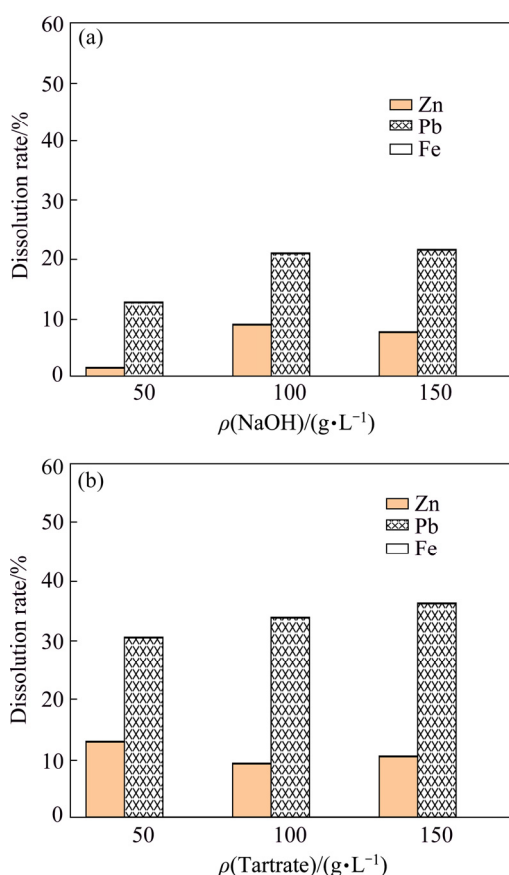 (a)
60
50
40
30
20
10
0
Dissolution rate/%
Zn
Pb
Fe
50 100 150
ρ(NaOH)/(g•L⁻¹)
(b)
60
50
40
30
20
10
0
Dissolution rate/%
Zn
Pb
Fe
50 100 150
ρ(Tartrate)/(g•L⁻¹)